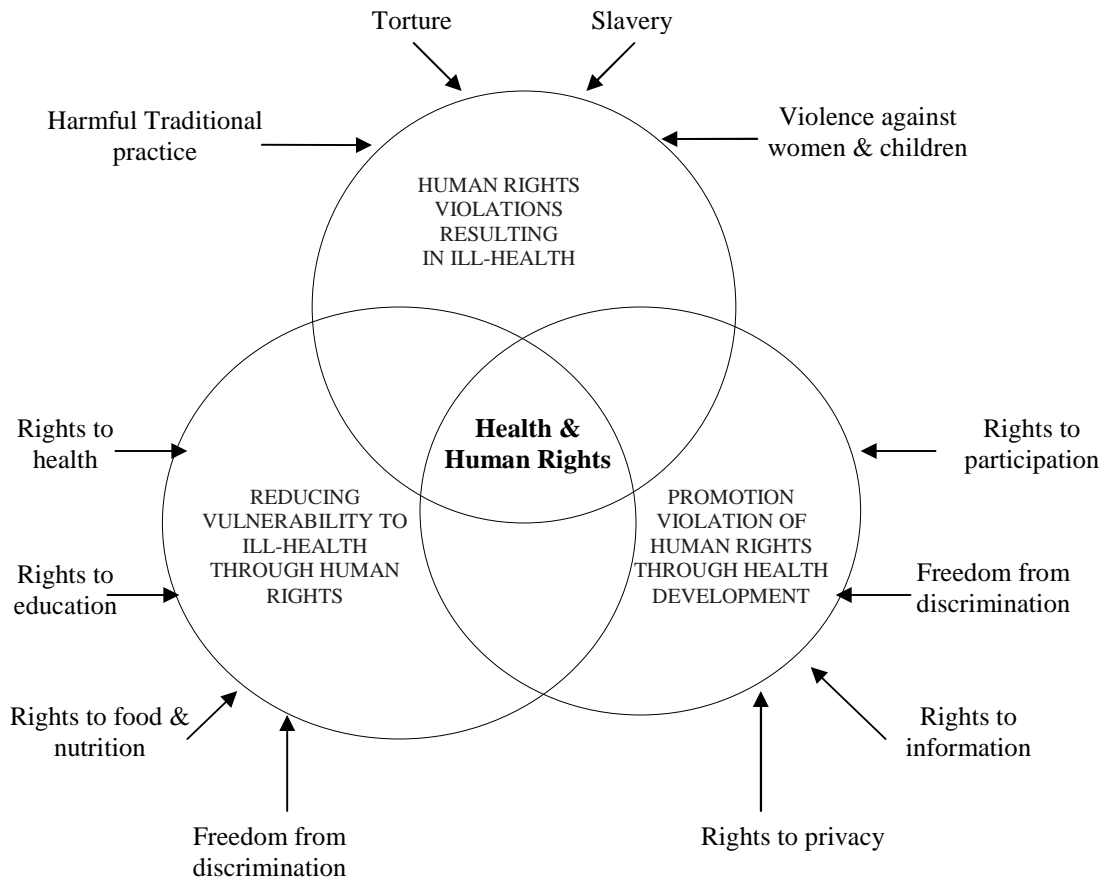 Torture
Slavery
Harmful Traditional
practice
Violence against
women & children
HUMAN RIGHTS
VIOLATIONS
RESULTING
IN ILL-HEALTH
Health &
Human Rights
Rights to
health
Rights to
participation
REDUCING
VULNERABILITY TO
ILL-HEALTH
THROUGH HUMAN
RIGHTS
PROMOTION
VIOLATION OF
HUMAN RIGHTS
THROUGH HEALTH
DEVELOPMENT
Rights to
education
Freedom from
discrimination
Rights to food &
nutrition
Rights to
information
Freedom from
discrimination
Rights to privacy